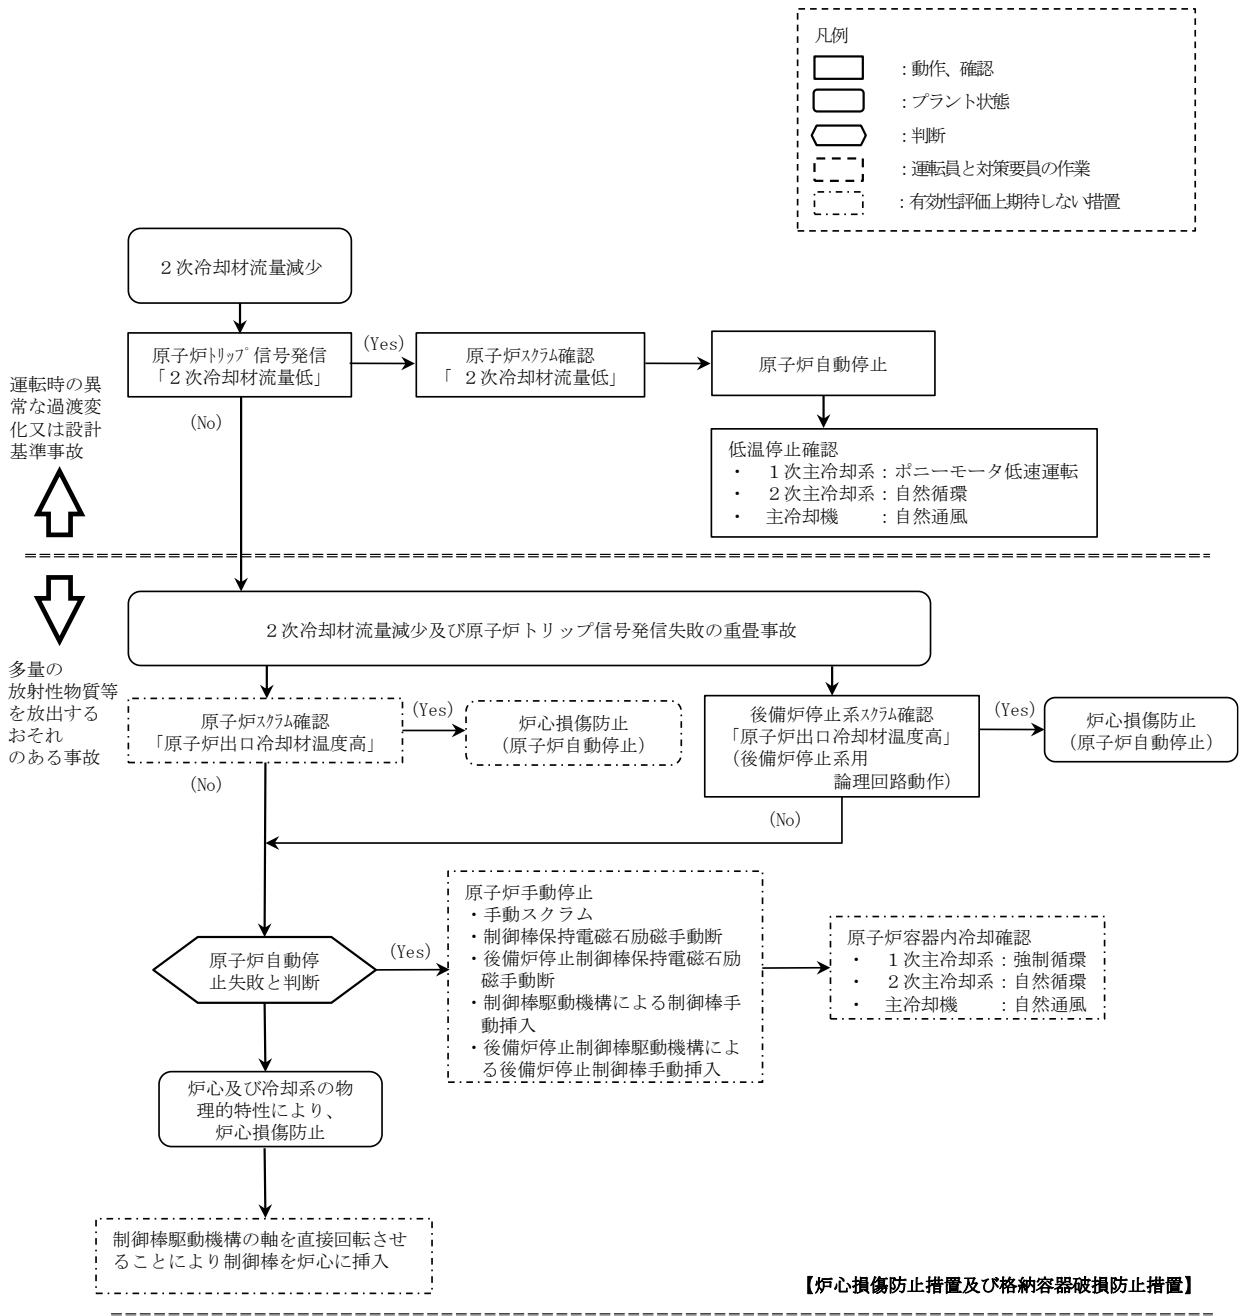 凡例
：動作、確認
：プラント状態
：判断
：運転員と対策要員の作業
：有効性評価上期待しない措置
２次冷却材流量減少
原子炉ﾄﾘｯﾌﾟ信号発信
「２次冷却材流量低」
(Yes)
原子炉ｽｸﾗﾑ確認
「 ２次冷却材流量低」
原子炉自動停止
(No)
運転時の異
常な過渡変
化又は設計
基準事故
低温停止確認
・ １次主冷却系：ポニーモータ低速運転
・ ２次主冷却系：自然循環
・ 主冷却機 ：自然通風
２次冷却材流量減少及び原子炉トリップ信号発信失敗の重畳事故
多量の
放射性物質等
を放出する
おそれ
のある事故
原子炉ｽｸﾗﾑ確認
「原子炉出口冷却材温度高」
(Yes)
炉心損傷防止
(原子炉自動停止)
後備炉停止系ｽｸﾗﾑ確認
「原子炉出口冷却材温度高」
(後備炉停止系用
論理回路動作)
(Yes)
炉心損傷防止
(原子炉自動停止)
(No)
(No)
原子炉自動停
止失敗と判断
(Yes)
原子炉手動停止
・手動スクラム
・制御棒保持電磁石励磁手動断
・後備炉停止制御棒保持電磁石励
磁手動断
・制御棒駆動機構による制御棒手
動挿入
・後備炉停止制御棒駆動機構によ
る後備炉停止制御棒手動挿入
原子炉容器内冷却確認
・ １次主冷却系：強制循環
・ ２次主冷却系：自然循環
・ 主冷却機 ：自然通風
炉心及び冷却系の物
理的特性により、
炉心損傷防止
制御棒駆動機構の軸を直接回転させ
ることにより制御棒を炉心に挿入
【炉心損傷防止措置及び格納容器破損防止措置】